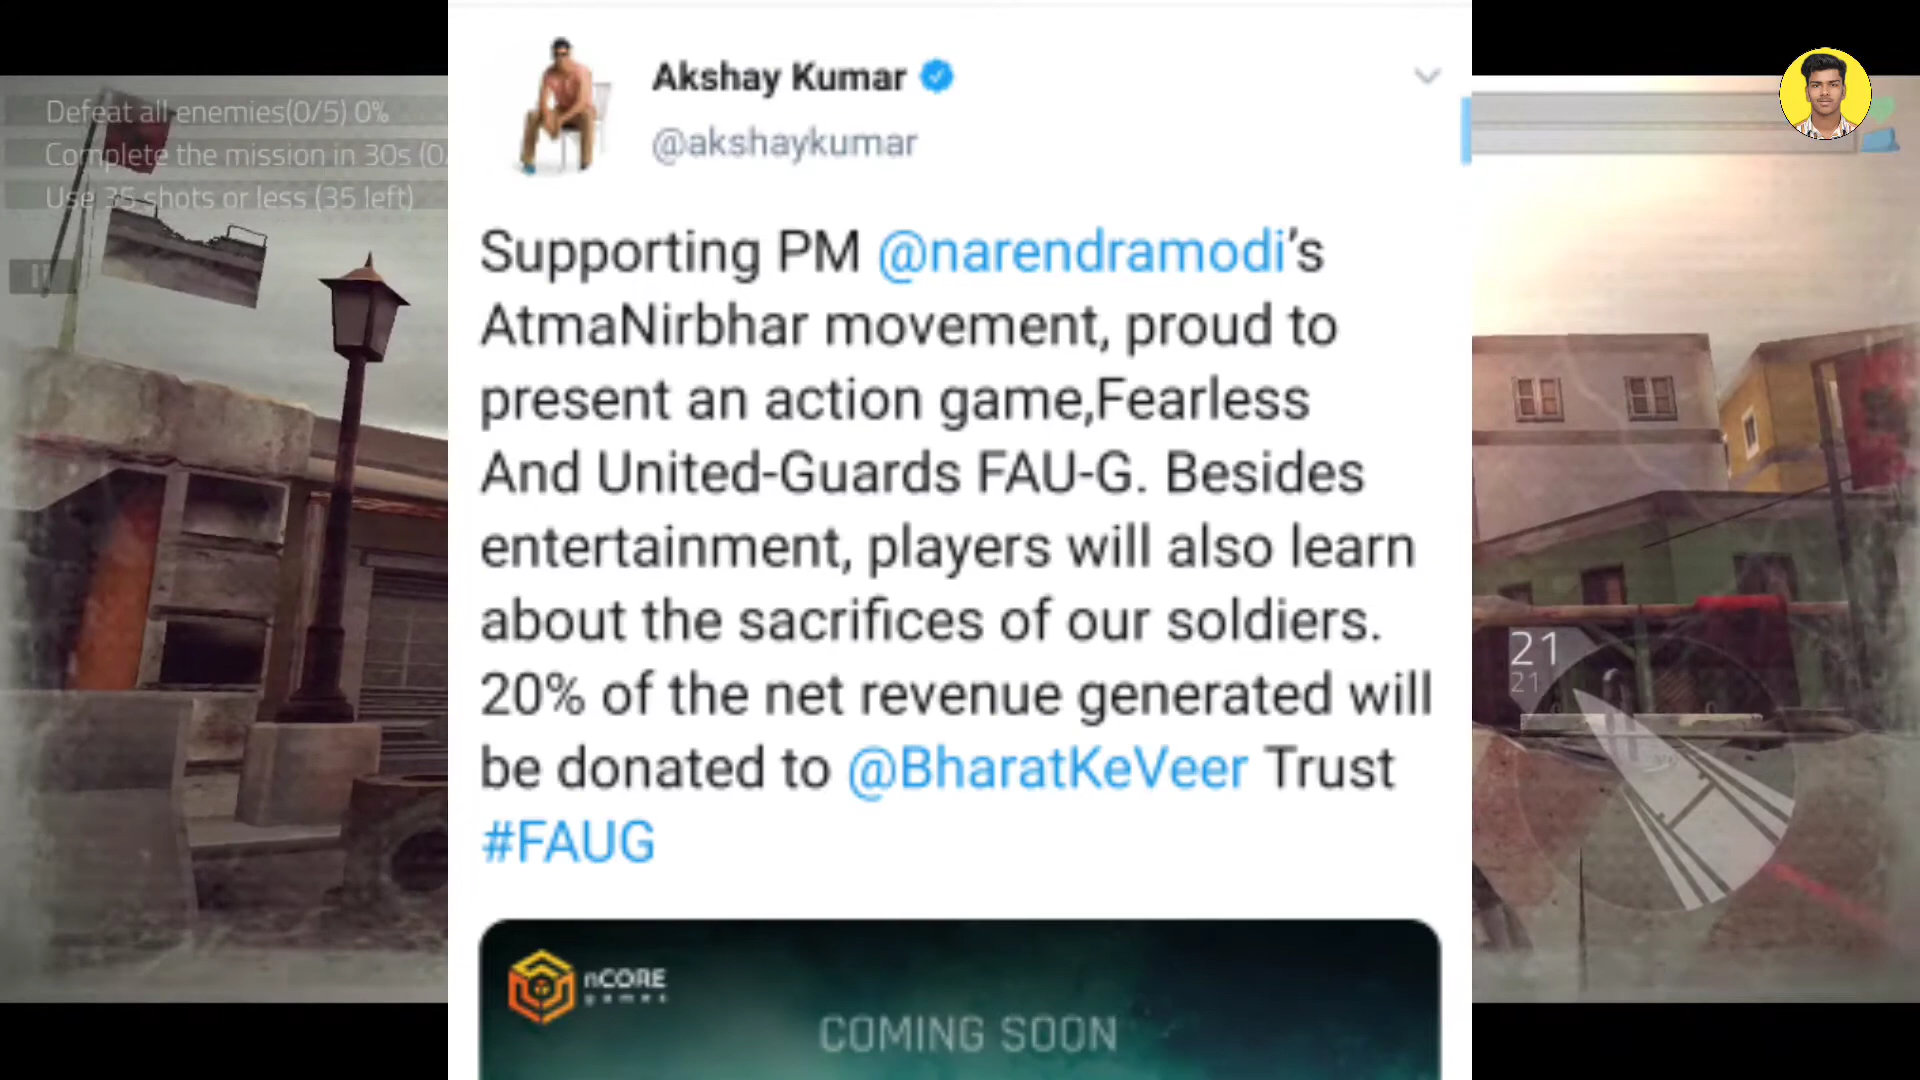 Akshay Kumar
@akshaykumar
Defeat all enemies(0/5) 0%
Complete the mission in 30s (0
Use 35 shots or less (35 left)
Supporting PM @narendramodi's
AtmaNirbhar movement, proud to
present an action game,Fearless
And United-Guards FAU-G. Besides
entertainment, players will also learn
about the sacrifices of our soldiers.
20% of the net revenue generated will
be donated to @BharatKeVeer Trust
#FAUG
21
21
nCORE
games
COMING SOON